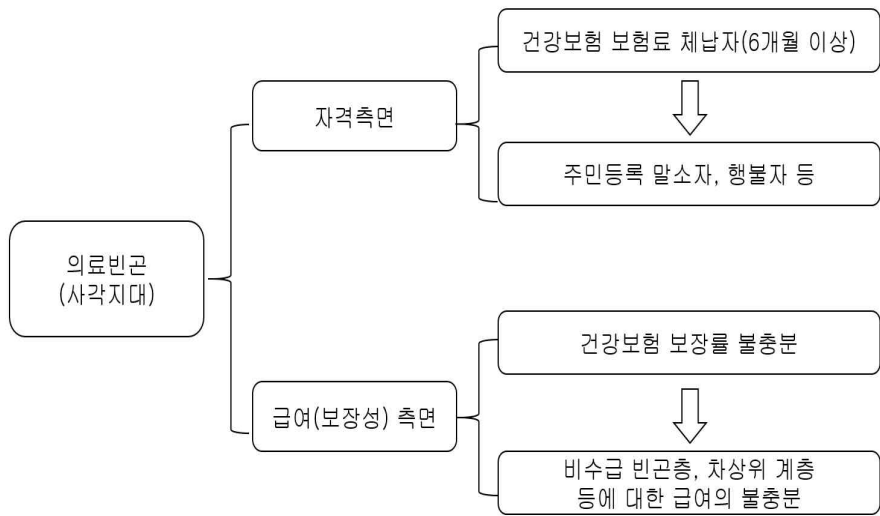 건강보험 보험료 체납자(6개월 이상)
자격측면
주민등록 말소자, 행불자 등
의료빈곤
(사각지대)
건강보험 보장률 불충분
급여(보장성) 측면
비수급 빈곤층, 차상위 계층
등에 대한 급여의 불충분